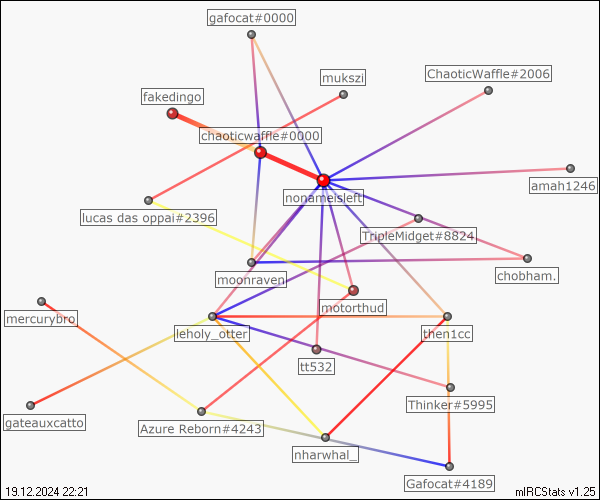 gafocat#0000
mukszi
ChaoticWaffle#2006
fakedingo
chaoticwaffle#0000
amah1246
nonameisleft
lucas das oppai#2396
TripleMidget#8824
moonraven
chobham.
motorthud
mercurybro
leholy_otter
then1cc
tt532
Thinker#5995
gateauxcatto
Azure Reborn#4243
nharwhal_
Gafocat#4189
19.12.2024 22:21
mIRCStats v1.25